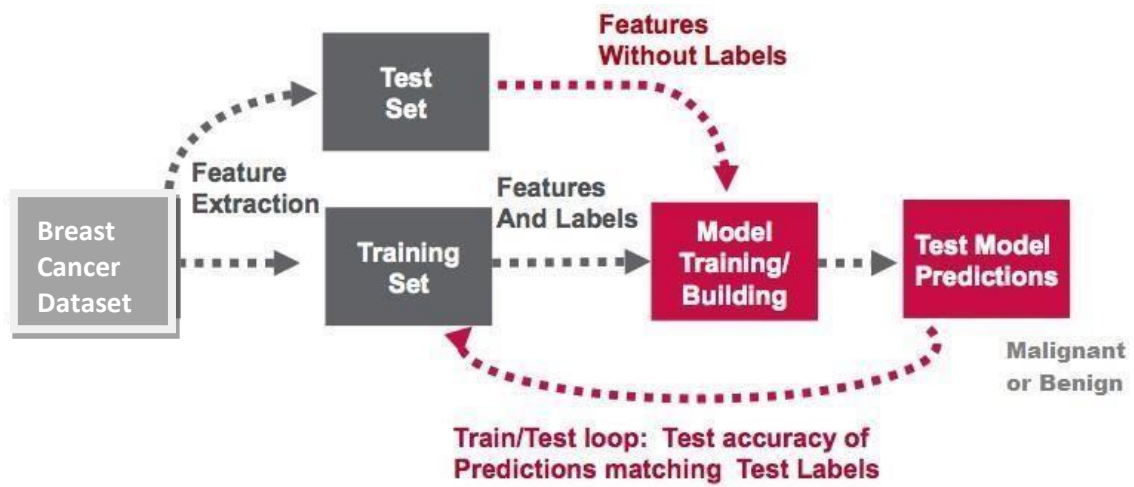 Features
Without Labels
Test
Set
Feature
Extraction
Features
And Labels
Breast
Cancer
Dataset
Training
Set
Model
Training/
Building
Test Model
Predictions
Malignant
or Benign
Train/Test loop: Test accuracy of
Predictions matching Test Labels